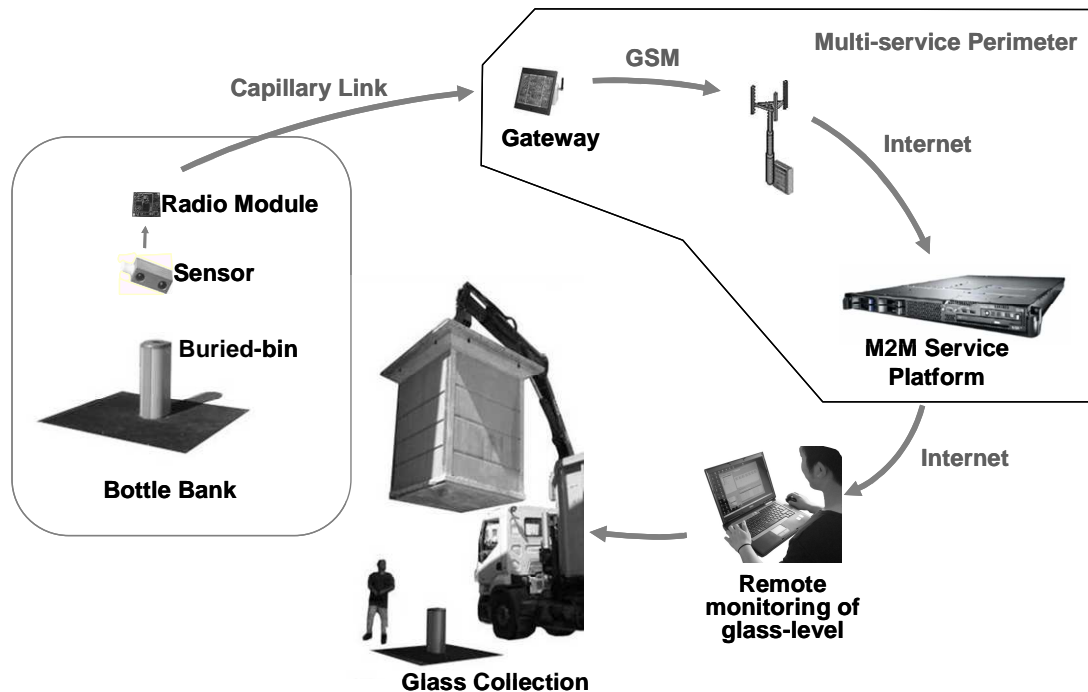 Multi-service Perimeter
GSM
Capillary Link
Gateway
Internet
Radio Module
Sensor
Buried-bin
M2M Service
Platform
Bottle Bank
Internet
Remote
monitoring of
glass-level
Glass Collection